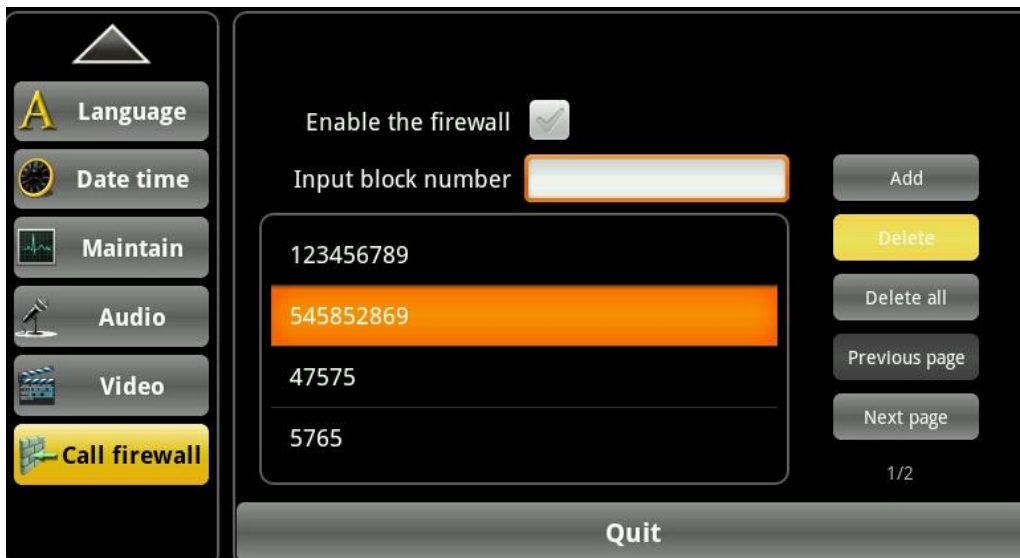 Language
Date time
Maintain
Audio
Video
Call firewall
Enable the firewall
Input block number
Add
123456789
Delete
545852869
Delete all
47575
Previous page
5765
Next page
1/2
Quit